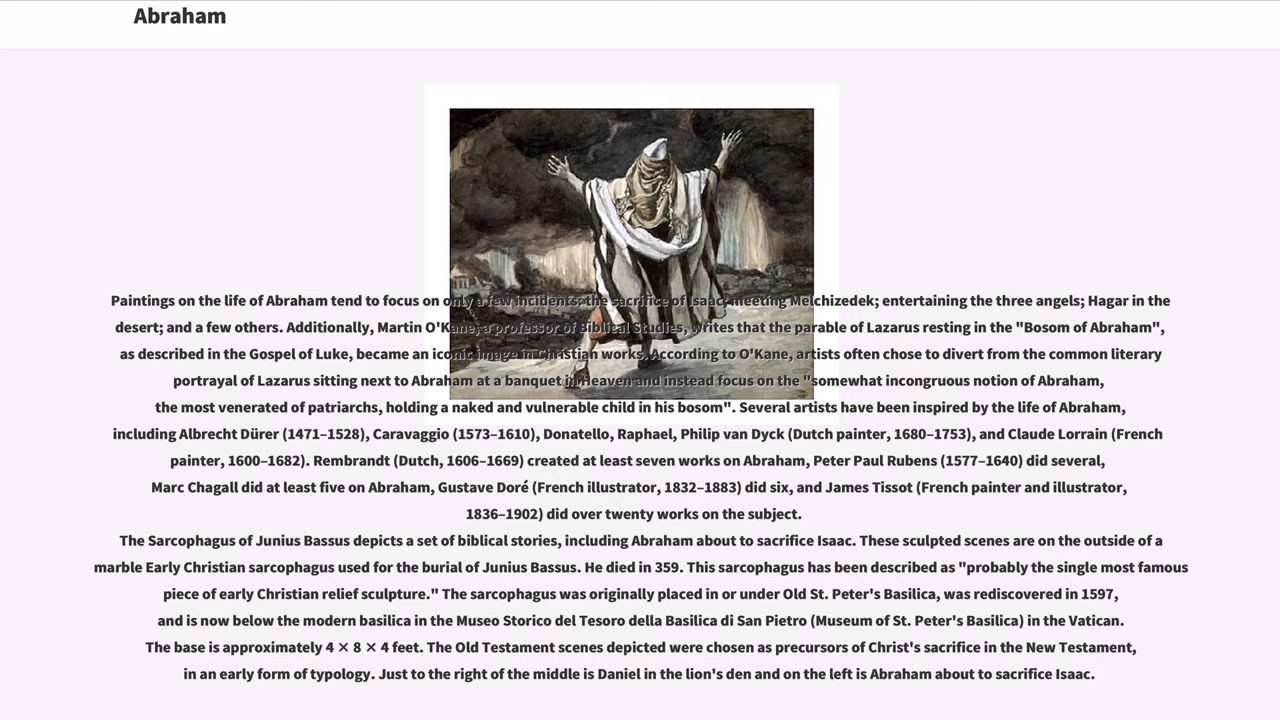 Abraham
Paintings on the life of Abraham tend to focus on only a few incidents: the sacrifice of Isaac; meeting Melchizedek; entertaining the three angels; Hagar in the
desert; and a few others. Additionally, Martin O'Kane, a professor of Biblical Studies, writes that the parable of Lazarus resting in the "Bosom of Abraham",
as described in the Gospel of Luke, became an iconic image in Christian works. According to O'Kane, artists often chose to divert from the common literary
portrayal of Lazarus sitting next to Abraham at a banquet in Heaven and instead focus on the "somewhat incongruous notion of Abraham,
the most venerated of patriarchs, holding a naked and vulnerable child in his bosom". Several artists have been inspired by the life of Abraham,
including Albrecht Dürer (1471–1528), Caravaggio (1573–1610), Donatello, Raphael, Philip van Dyck (Dutch painter, 1680–1753), and Claude Lorrain (French
painter, 1600–1682). Rembrandt (Dutch, 1606–1669) created at least seven works on Abraham, Peter Paul Rubens (1577–1640) did several,
Marc Chagall did at least five on Abraham, Gustave Doré (French illustrator, 1832–1883) did six, and James Tissot (French painter and illustrator,
1836–1902) did over twenty works on the subject.
The Sarcophagus of Junius Bassus depicts a set of biblical stories, including Abraham about to sacrifice Isaac. These sculpted scenes are on the outside of a
marble Early Christian sarcophagus used for the burial of Junius Bassus. He died in 359. This sarcophagus has been described as "probably the single most famous
piece of early Christian relief sculpture." The sarcophagus was originally placed in or under Old St. Peter's Basilica, was rediscovered in 1597,
and is now below the modern basilica in the Museo Storico del Tesoro della Basilica di San Pietro (Museum of St. Peter's Basilica) in the Vatican.
The base is approximately 4 × 8 × 4 feet. The Old Testament scenes depicted were chosen as precursors of Christ's sacrifice in the New Testament,
in an early form of typology. Just to the right of the middle is Daniel in the lion's den and on the left is Abraham about to sacrifice Isaac.